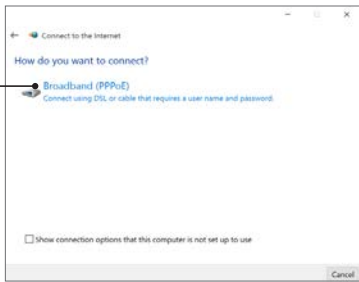 Connect to the Internet
How do you want to connect?
Broadband (PPPoE)
Connect using DSL or cable that requires a user name and password.
Show connection options that this computer is not set up to use
Cancel